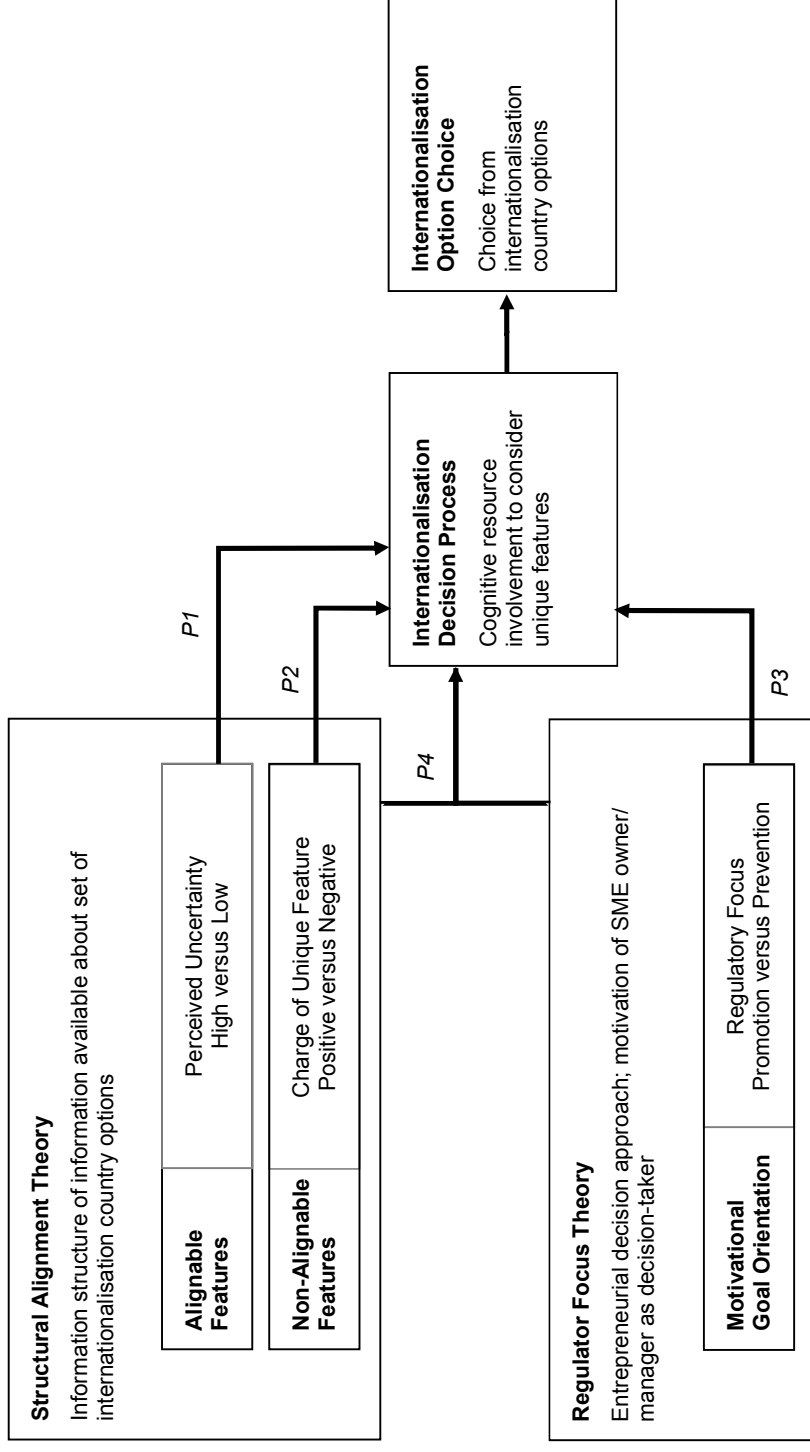 Structural Alignment Theory
Information structure of information available about set of
internationalisation country options
Alignable
Features
Perceived Uncertainty
High versus Low
Non-Alignable
Features
Charge of Unique Feature
Positive versus Negative
P1
P2
P4
P3
Regulator Focus Theory
Entrepreneurial decision approach; motivation of SME owner/
manager as decision-taker
Motivational
Goal Orientation
Regulatory Focus
Promotion versus Prevention
Internationalisation
Decision Process
Cognitive resource
involvement to consider
unique features
Internationalisation
Option Choice
Choice from
internationalisation
country options